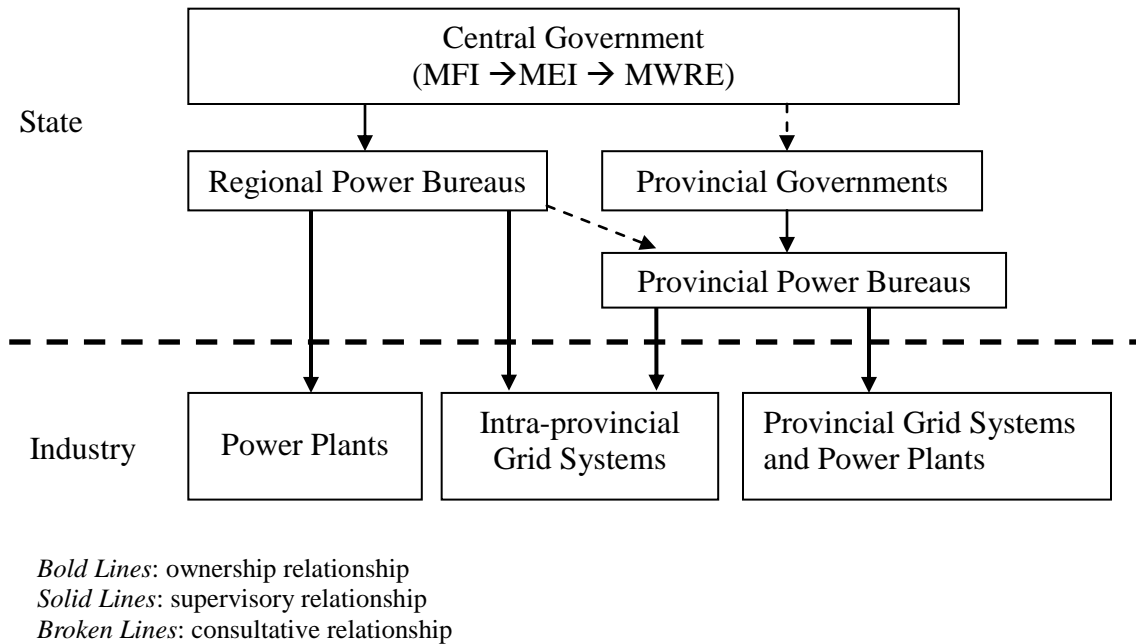 Central Government
(MFI →MEI → MWRE)
State
Regional Power Bureaus
Provincial Governments
Provincial Power Bureaus
Industry
Power Plants
Intra-provincial
Grid Systems
Provincial Grid Systems
and Power Plants
Bold Lines: ownership relationship
Solid Lines: supervisory relationship
Broken Lines: consultative relationship